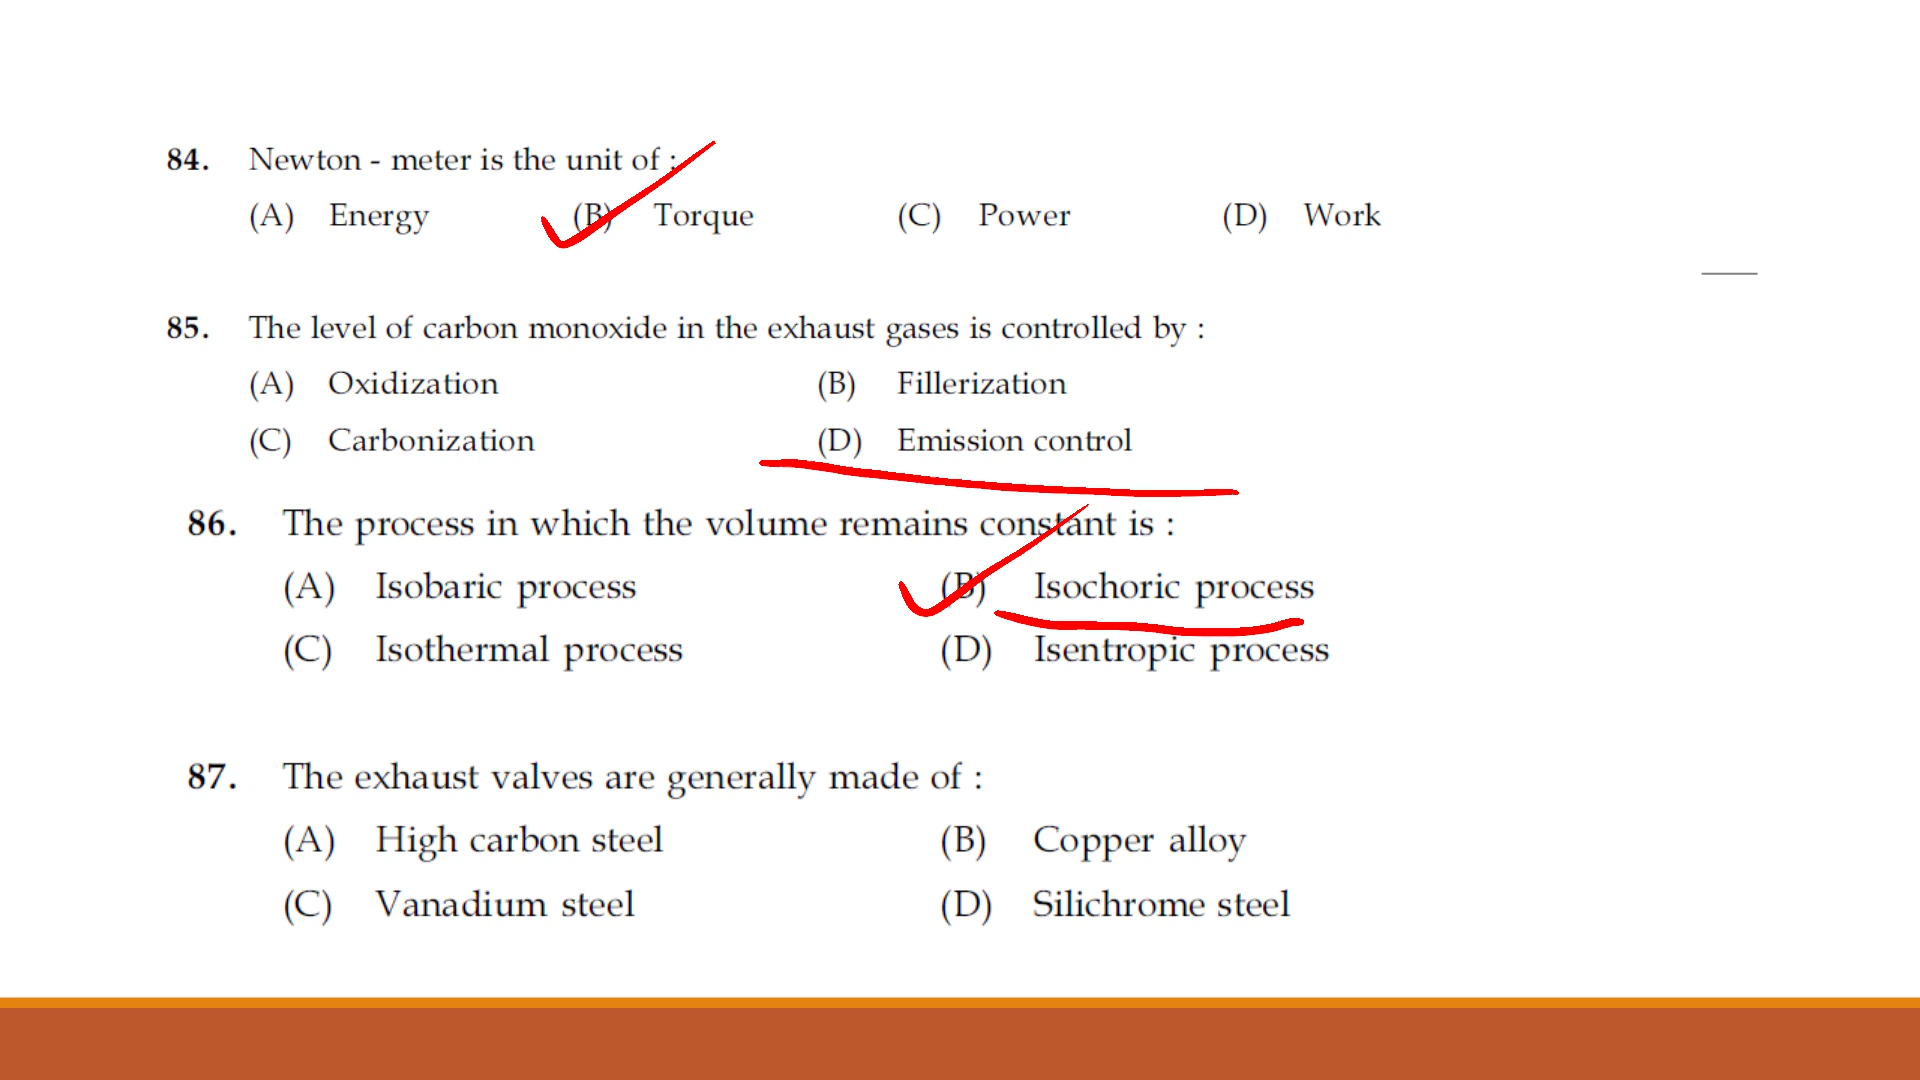 84. Newton - meter is the unit of :
(A) Energy (B) Torque (C) Power (D) Work
85. The level of carbon monoxide in the exhaust gases is controlled by :
(A) Oxidization (B) Fillerization
(C) Carbonization (D) Emission control
86. The process in which the volume remains constant is :
(A) Isobaric process (B) Isochoric process
(C) Isothermal process (D) Isentropic process
87. The exhaust valves are generally made of :
(A) High carbon steel (B) Copper alloy
(C) Vanadium steel (D) Silichrome steel